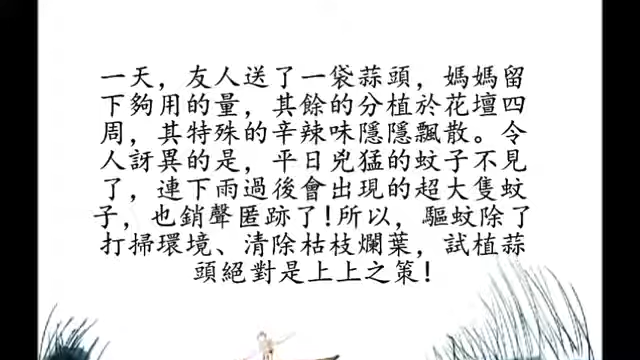 一天，友人送了一袋蒜頭，媽媽留
下夠用的量，其餘的分植於花壇四
周，其特殊的辛辣味隱隱飄散。令
人訝異的是，平日兇猛的蚊子不見
了，連下雨過後會出現的超大隻蚊
子，也銷聲匿跡了!所以，驅蚊除了
打掃環境、清除枯枝爛葉，試植蒜
頭絕對是上上之策!